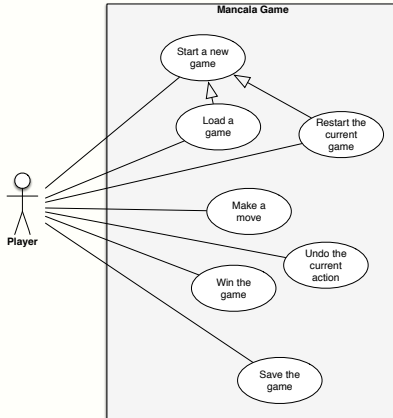 Mancala Game
Start a new
game
Load a
game
Restart the
current
game
Make a
move
Player
Undo the
current
action
Win the
game
Save the
game